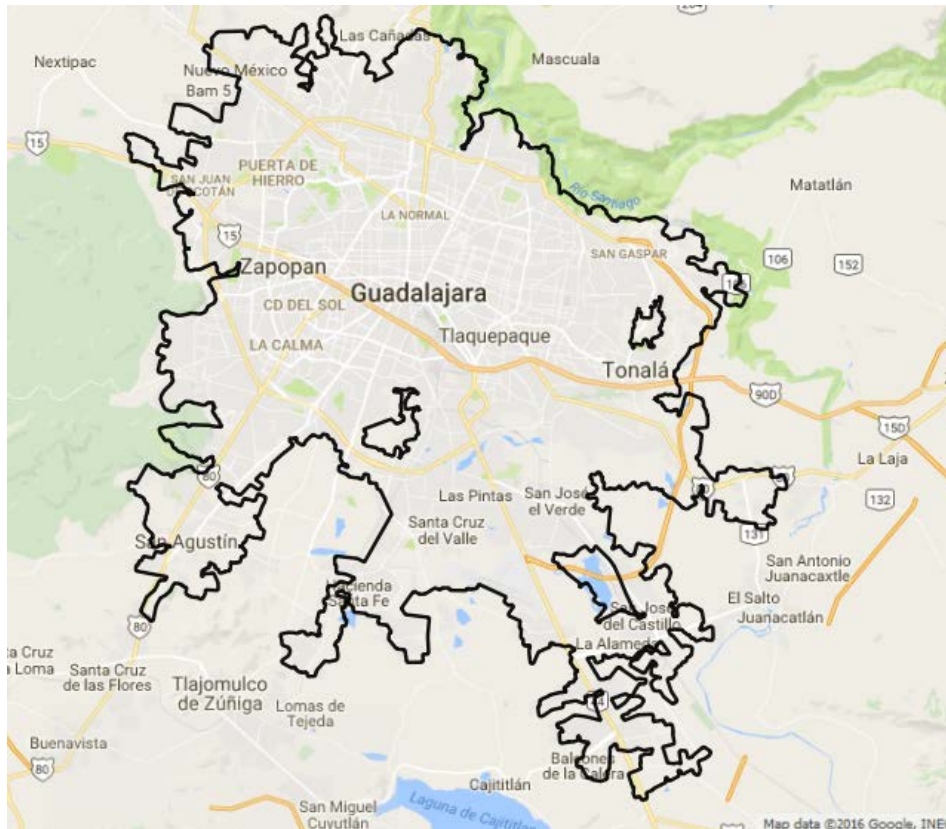 204
Las Cañadas
Nextipac
Mascuala
Nuevo México
Bam 5
15
PUERTA DE
HIERRO
SAN JUAN
DE OCOTÁN
Matatlán
Río Santiago
LA NORMAL
15
SAN GASPAR
106
152
Zapopan
Guadalajara
CD DEL SOL
Tlaquepaque
LA CALMA
Tonalá
90D
15D
La Laja
80
Las Pintas
San José
el Verde
132
Santa Cruz
del Valle
131
San Agustín
San Antonio
Juanacaxtle
Hacienda
Santa Fe
El Salto
San José
del Castillo
Juanacatlán
80
La Alameda
Santa Cruz
de las Flores
Tlajomulco
de Zúñiga
Lomas de
Tejeda
Buenavista
80
Balcones
de la Calera
Cajititlán
San Miguel
Cuyutlán
Laguna de Cajititlán
Map data ©2016 Google, INE